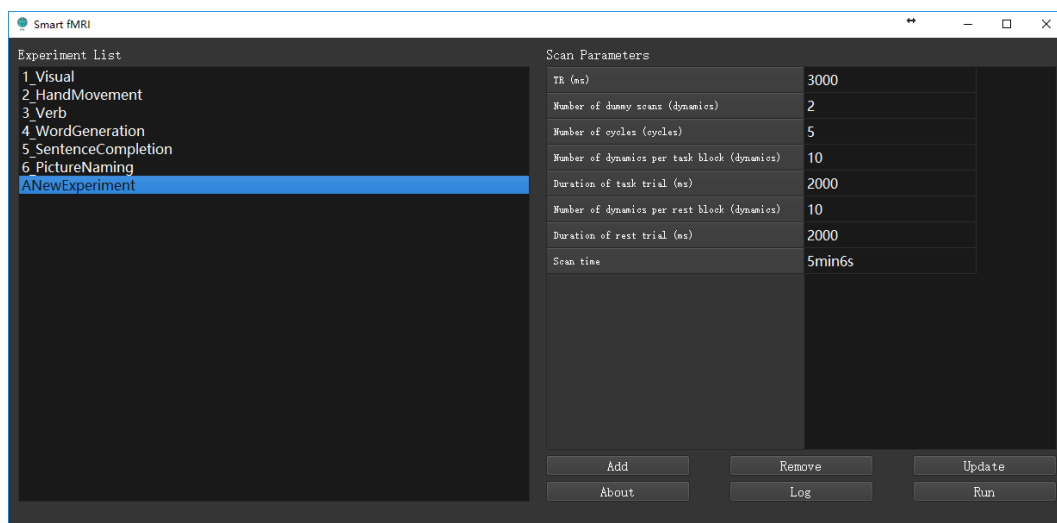 Smart fMRI
Experiment List
1_Visual
2_HandMovement
3_Verb
4_WordGeneration
5_SentenceCompletion
6_PictureNaming
ANewExperiment
Scan Parameters
TR (ms) 3000
Number of dummy scans (dynamics) 2
Number of cycles (cycles) 5
Number of dynamics per task block (dynamics) 10
Duration of task trial (ms) 2000
Number of dynamics per rest block (dynamics) 10
Duration of rest trial (ms) 2000
Scan time 5min6s
Add Remove Update
About Log Run